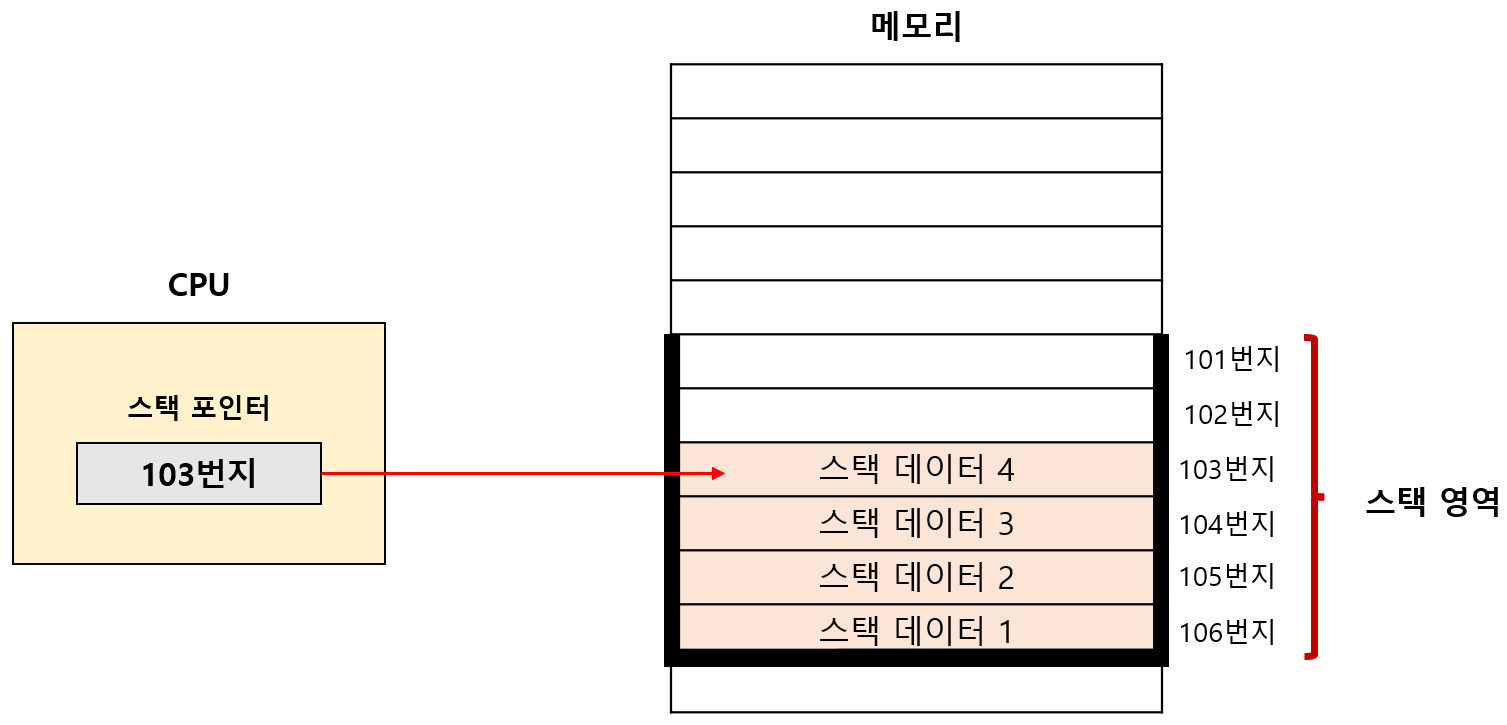 메모리
CPU
스택 포인터
103번지
101번지
102번지
스택 데이터 4
103번지
스택 데이터 3
104번지
스택 데이터 2
105번지
스택 데이터 1
106번지
스택 영역